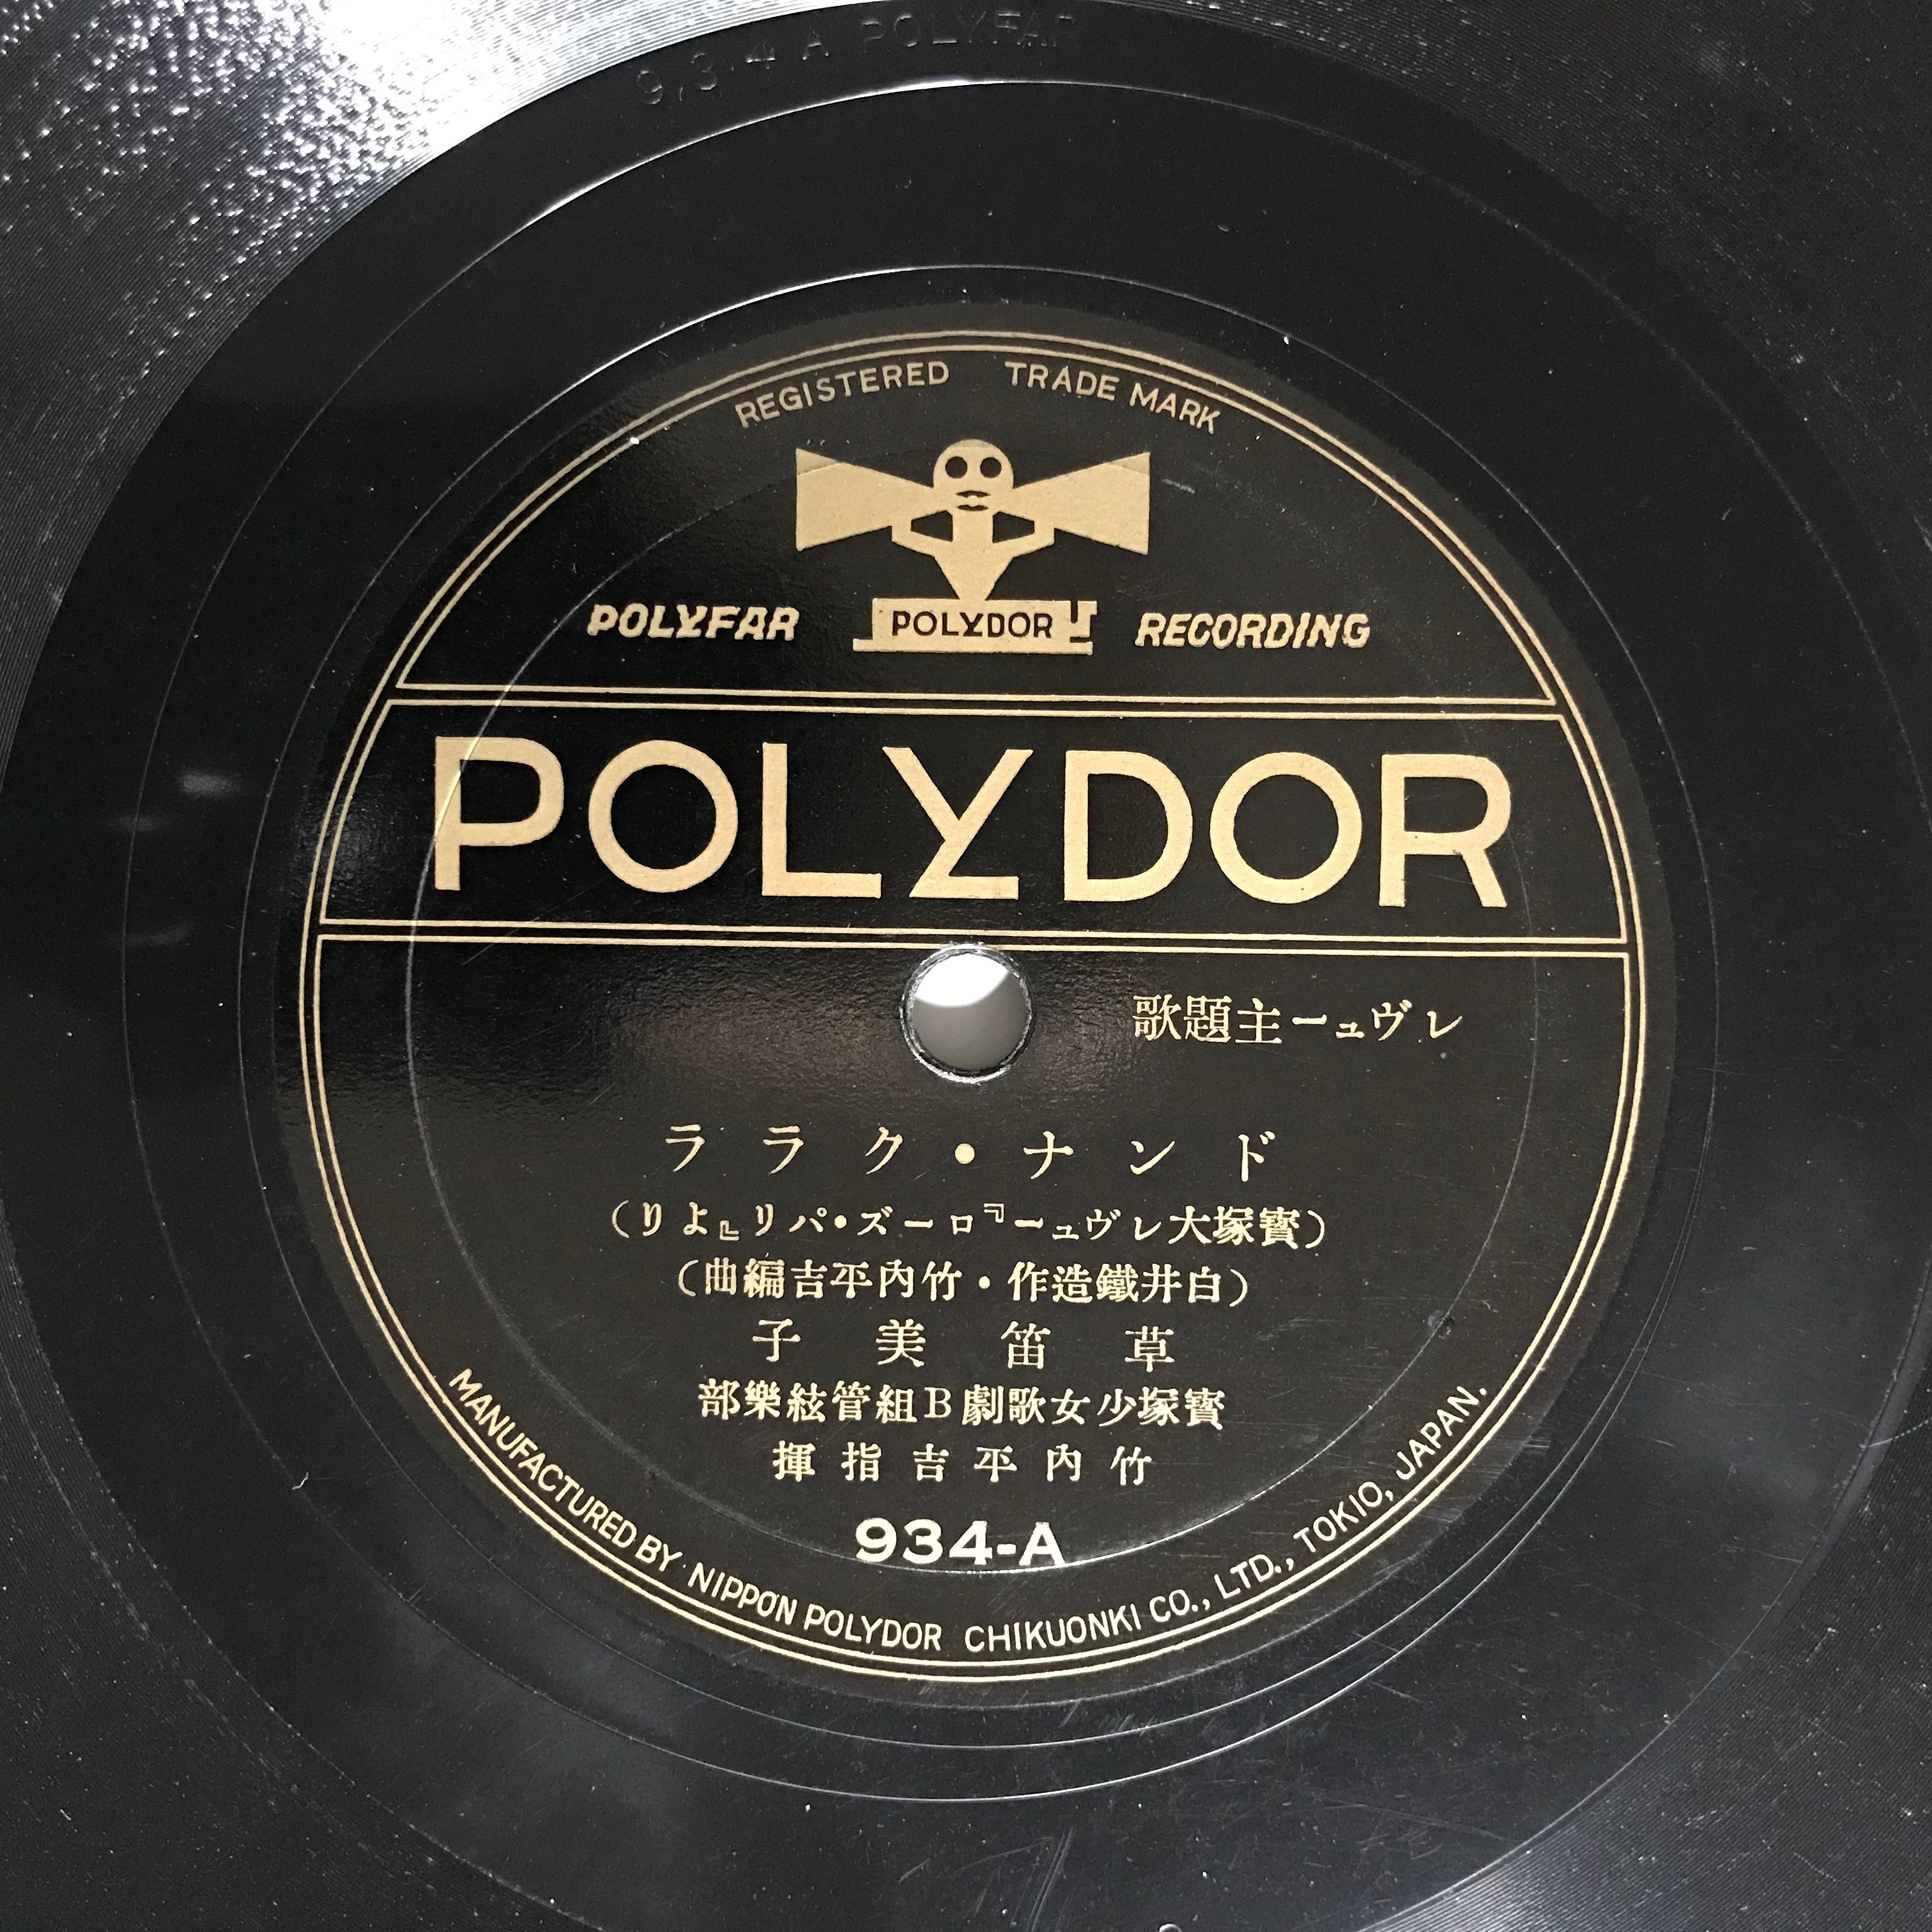 934 A POLYFAR
REGISTERED TRADE MARK
POLYFAR POLYDOR RECORDING
POLYDOR
レヴュー主題歌
ドンナ・クララ
(寳塚大レヴュー『ローズ・パリ』より)
(白井鐵造作・竹内平吉編曲)
草笛美子
寳塚少女歌劇B組管絃樂部
竹内平吉指揮
934-A
MANUFACTURED BY NIPPON POLYDOR CHIKUONKI CO., LTD., TOKIO, JAPAN.